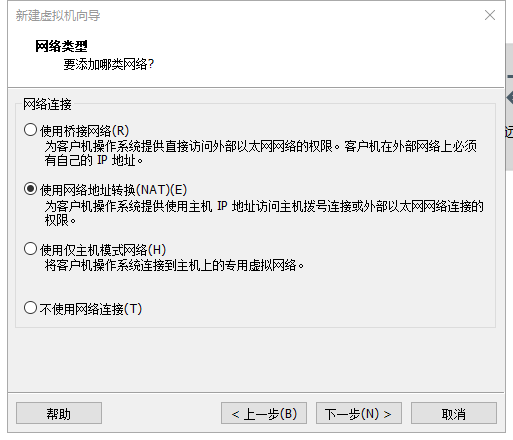 新建虚拟机向导
网络类型
要添加哪类网络?
网络连接
使用桥接网络(R)
为客户机操作系统提供直接访问外部以太网网络的权限。客户机在外部网络上必须
有自己的 IP 地址。
使用网络地址转换(NAT)(E)
为客户机操作系统提供使用主机 IP 地址访问主机拨号连接或外部以太网网络连接的
权限。
使用仅主机模式网络(H)
将客户机操作系统连接到主机上的专用虚拟网络。
不使用网络连接(T)
帮助
< 上一步(B)
下一步(N) >
取消